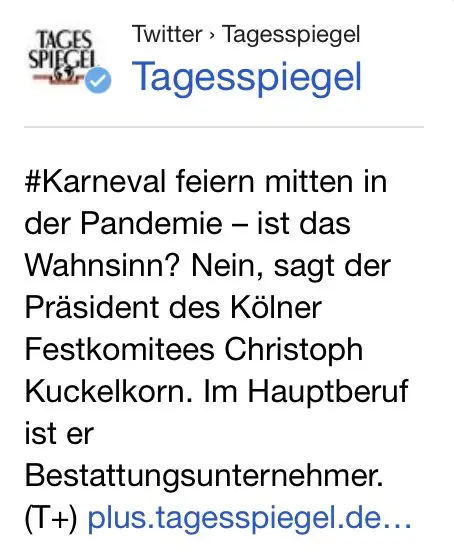 TAGES
SPIEGEL
Twitter › Tagesspiegel
Tagesspiegel
#Karneval feiern mitten in
der Pandemie – ist das
Wahnsinn? Nein, sagt der
Präsident des Kölner
Festkomitees Christoph
Kuckelkorn. Im Hauptberuf
ist er
Bestattungsunternehmer.
(T+) plus.tagesspiegel.de…